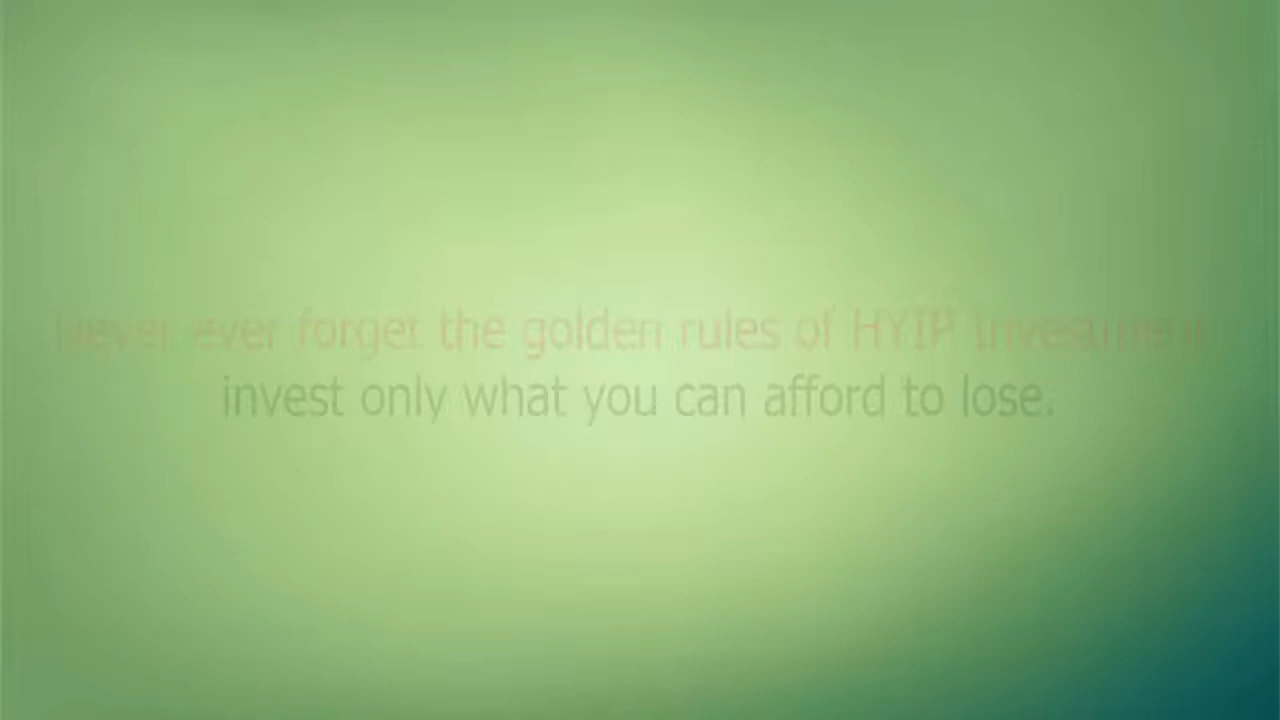 Never ever forget the golden rules of HYIP
invest only what you can afford to lose.